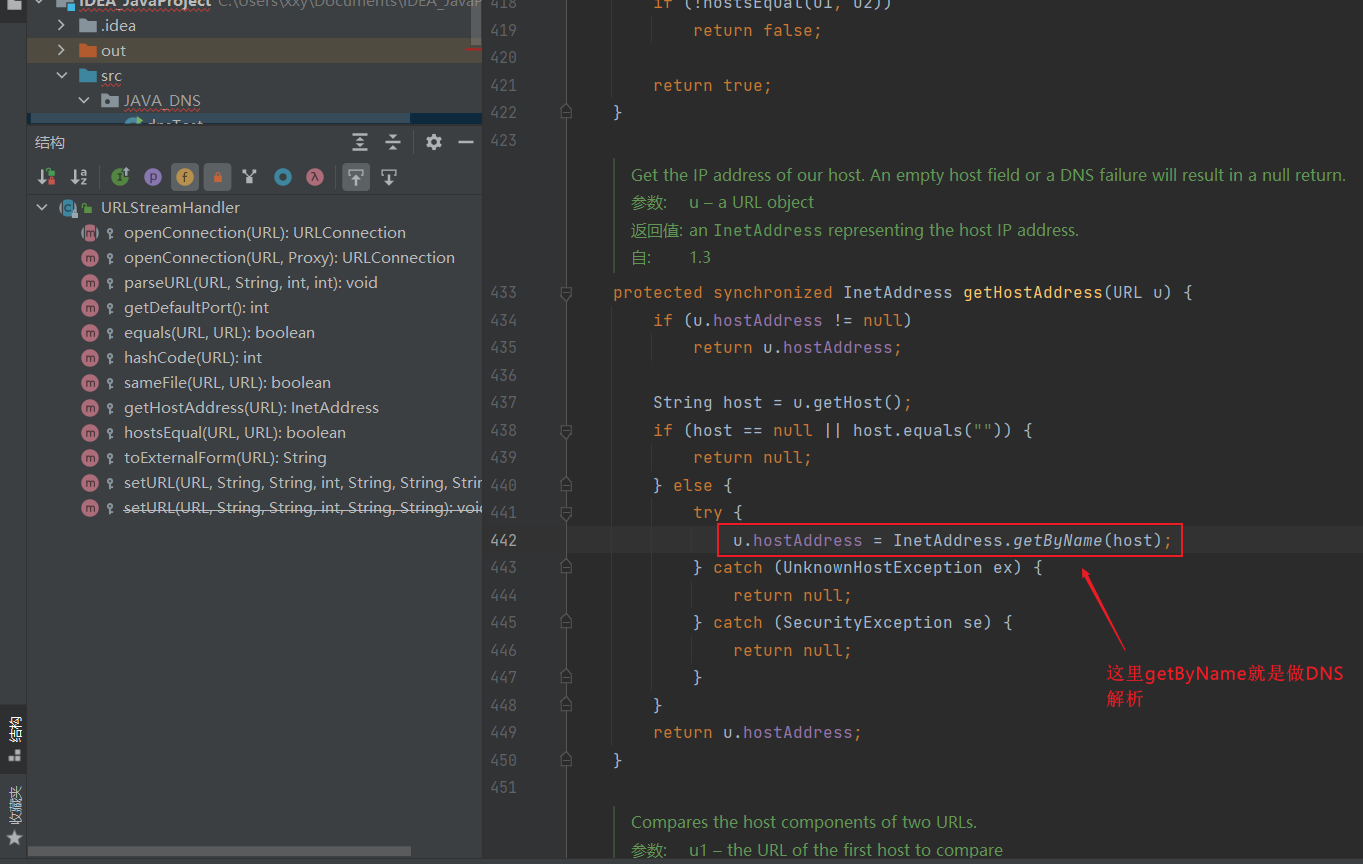 IDEA_JavaProject C:\Users\xxy\Documents\IDEA_JavaP
.idea
out
src
JAVA_DNS
dnsTest
结构
URLStreamHandler
openConnection(URL): URLConnection
openConnection(URL, Proxy): URLConnection
parseURL(URL, String, int, int): void
getDefaultPort(): int
equals(URL, URL): boolean
hashCode(URL): int
sameFile(URL, URL): boolean
getHostAddress(URL): InetAddress
hostsEqual(URL, URL): boolean
toExternalForm(URL): String
setURL(URL, String, String, int, String, String, Strin
setURL(URL, String, String, int, String, String): void
结构
收藏夹
418 if (!hostsEqual(u1, u2))
419 return false;
420
421 return true;
422 }
423
Get the IP address of our host. An empty host field or a DNS failure will result in a null return.
参数: u – a URL object
返回值: an InetAddress representing the host IP address.
自: 1.3
433 protected synchronized InetAddress getHostAddress(URL u) {
434 if (u.hostAddress != null)
435 return u.hostAddress;
436
437 String host = u.getHost();
438 if (host == null || host.equals("")) {
439 return null;
440 } else {
441 try {
442 u.hostAddress = InetAddress.getByName(host);
443 } catch (UnknownHostException ex) {
444 return null;
445 } catch (SecurityException se) {
446 return null;
447 }
448 }
449 return u.hostAddress;
450 }
451
这里getByName就是做DNS
解析
Compares the host components of two URLs.
参数: u1 – the URL of the first host to compare